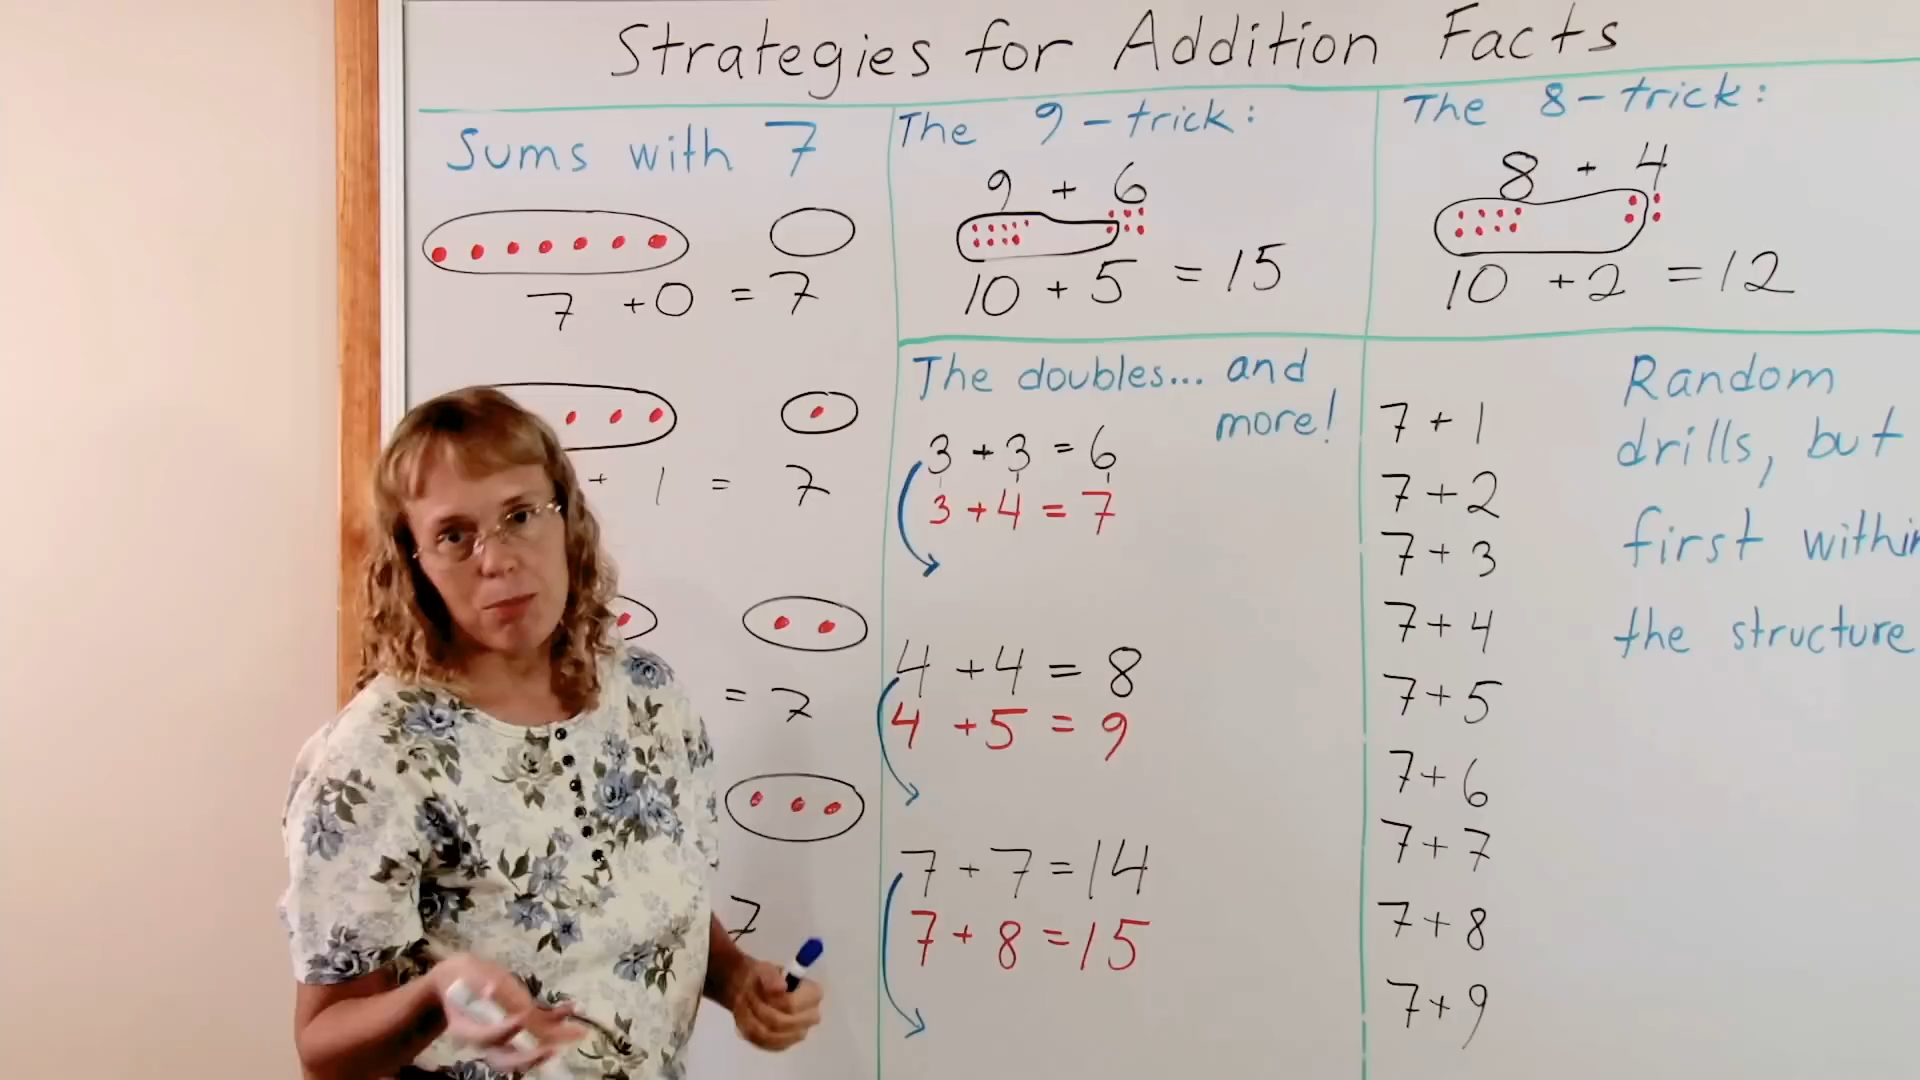 Strategies for Addition Facts
Sums with 7
7 + 0 = 7
+ 1 = 7
= 7
7
The 9-trick:
9 + 6
10 + 5 = 15
The 8-trick:
8 + 4
10 + 2 = 12
The doubles... and
more!
3 + 3 = 6
3 + 4 = 7
4 + 4 = 8
4 + 5 = 9
7 + 7 = 14
7 + 8 = 15
7 + 1
7 + 2
7 + 3
7 + 4
7 + 5
7 + 6
7 + 7
7 + 8
7 + 9
Random
drills, but
first within
the structure